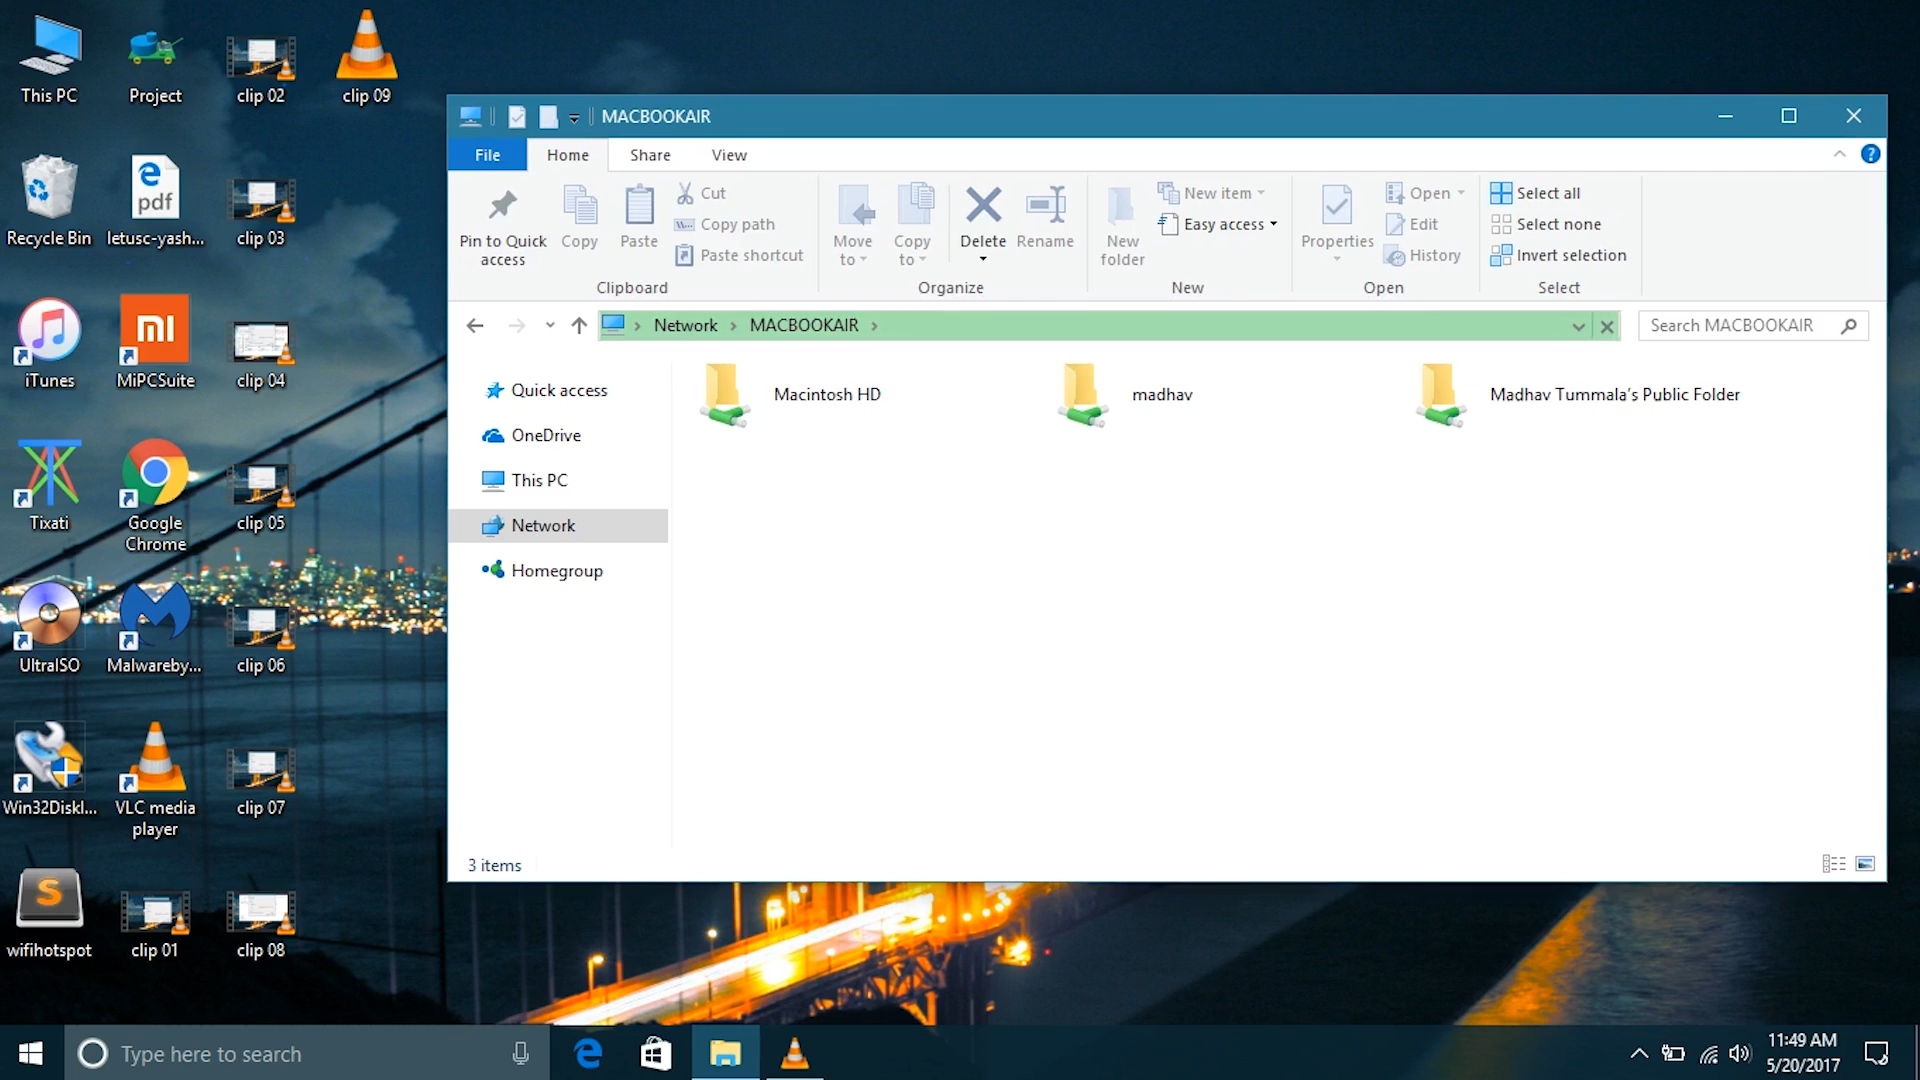 This PC
Project
clip 02
clip 09
Recycle Bin
pdf
letusc-yash...
clip 03
iTunes
mi
MiPCSuite
clip 04
Tixati
Google
Chrome
clip 05
UltraISO
Malwareby...
clip 06
Win32DiskI...
VLC media
player
clip 07
S
wifihotspot
clip 01
clip 08
MACBOOKAIR
File
Home
Share
View
?
Pin to Quick
access
Copy
Paste
Cut
Copy path
Paste shortcut
Clipboard
Move
to
Copy
to
Delete
Rename
Organize
New
folder
New item
Easy access
New
Properties
Open
Edit
History
Open
Select all
Select none
Invert selection
Select
Network
MACBOOKAIR
Search MACBOOKAIR
Quick access
OneDrive
This PC
Network
Homegroup
Macintosh HD
madhav
Madhav Tummala's Public Folder
3 items
Type here to search
11:49 AM
5/20/2017